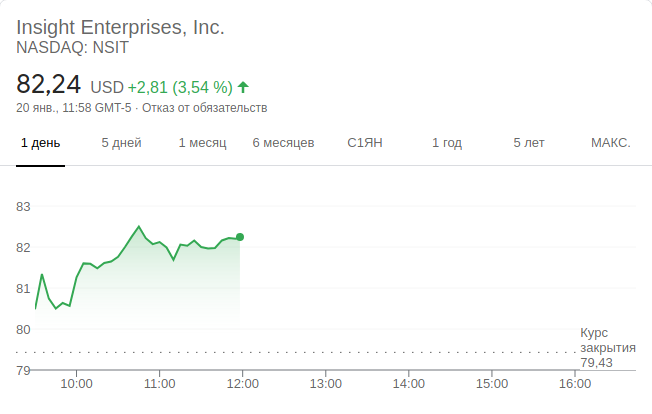 Insight Enterprises, Inc.
NASDAQ: NSIT
82,24 USD +2,81 (3,54 %)
20 янв., 11:58 GMT-5 · Отказ от обязательств
1 день 5 дней 1 месяц 6 месяцев С1ЯН 1 год 5 лет МАКС.
83
82
81
80
79
Курс
закрытия
79,43
10:00 11:00 12:00 13:00 14:00 15:00 16:00